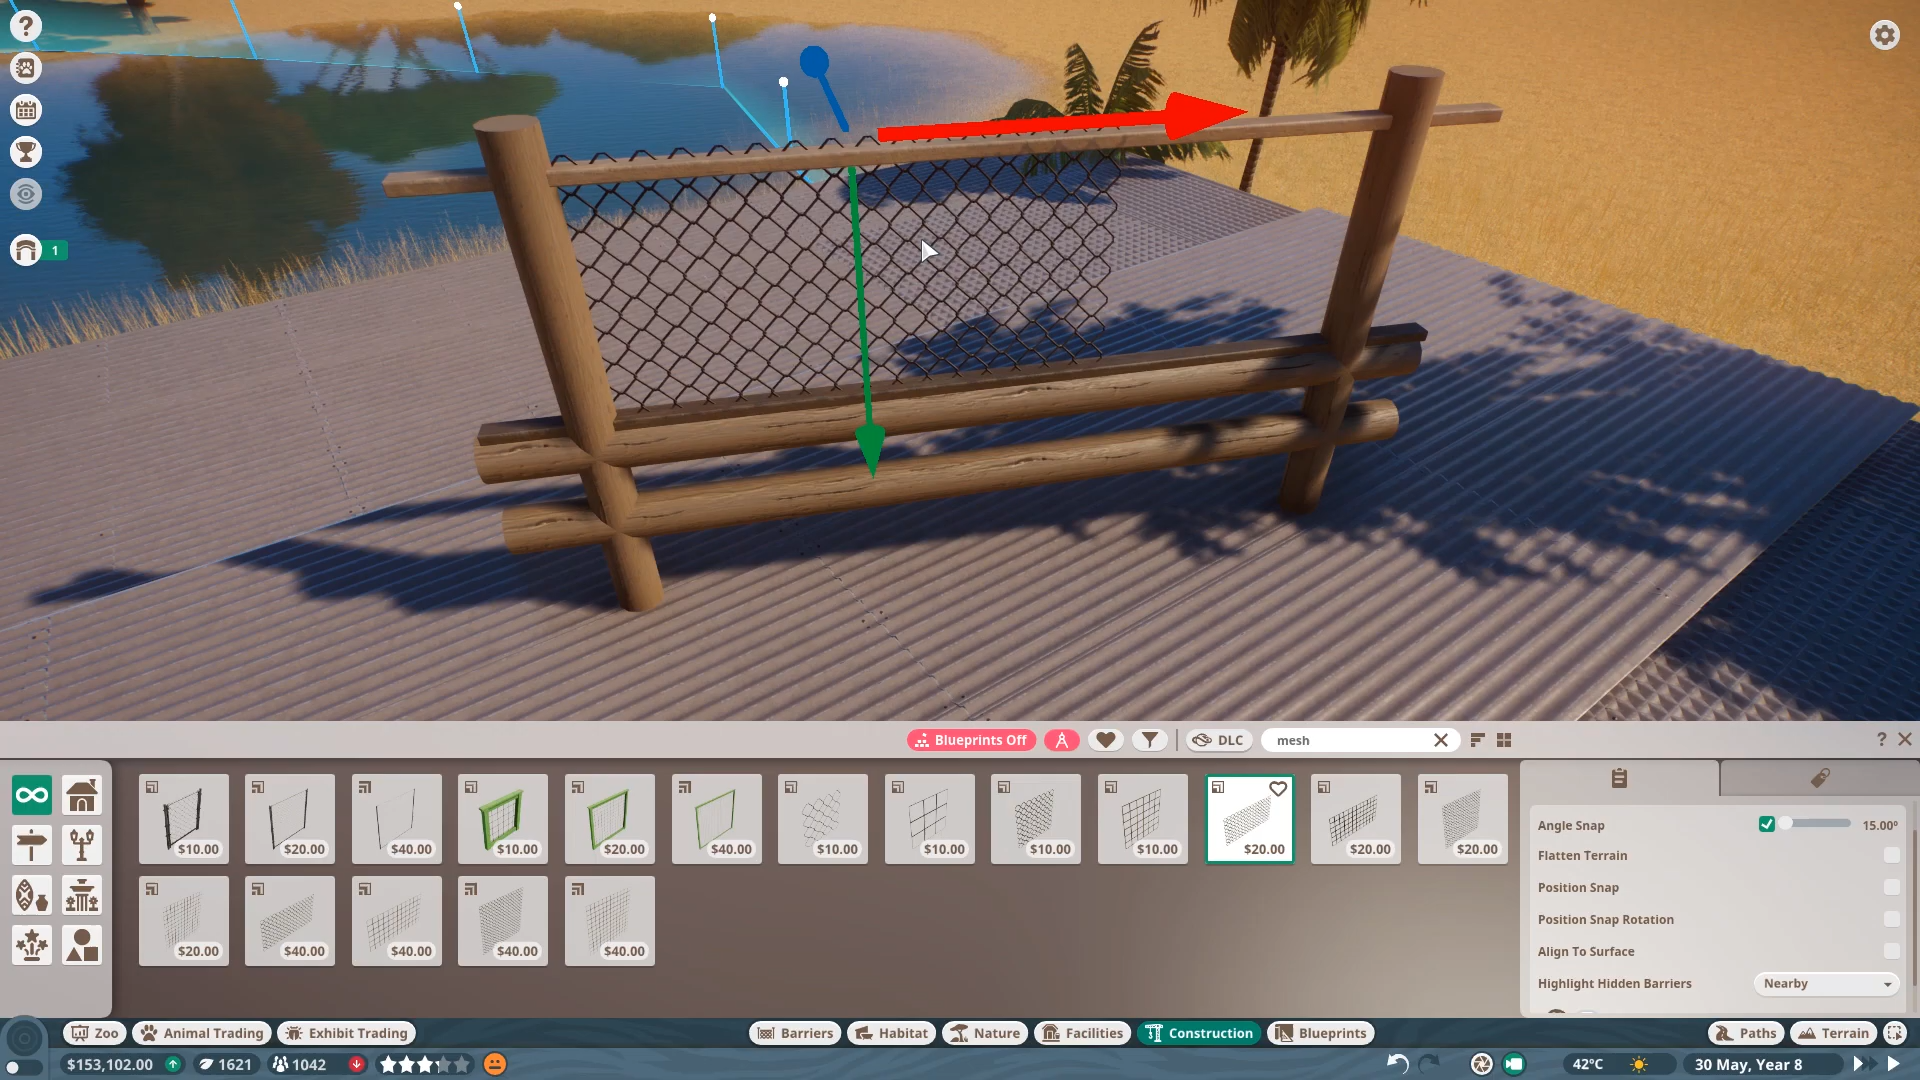 ?
1
Blueprints Off
DLC
mesh
?
$10.00
$20.00
$40.00
$10.00
$20.00
$40.00
$10.00
$10.00
$10.00
$10.00
$20.00
$20.00
$20.00
$20.00
$40.00
$40.00
$40.00
$40.00
Angle Snap
15.00°
Flatten Terrain
Position Snap
Position Snap Rotation
Align To Surface
Highlight Hidden Barriers
Nearby
Zoo
Animal Trading
Exhibit Trading
Barriers
Habitat
Nature
Facilities
Construction
Blueprints
Paths
Terrain
$153,102.00
1621
1042
42°C
30 May, Year 8